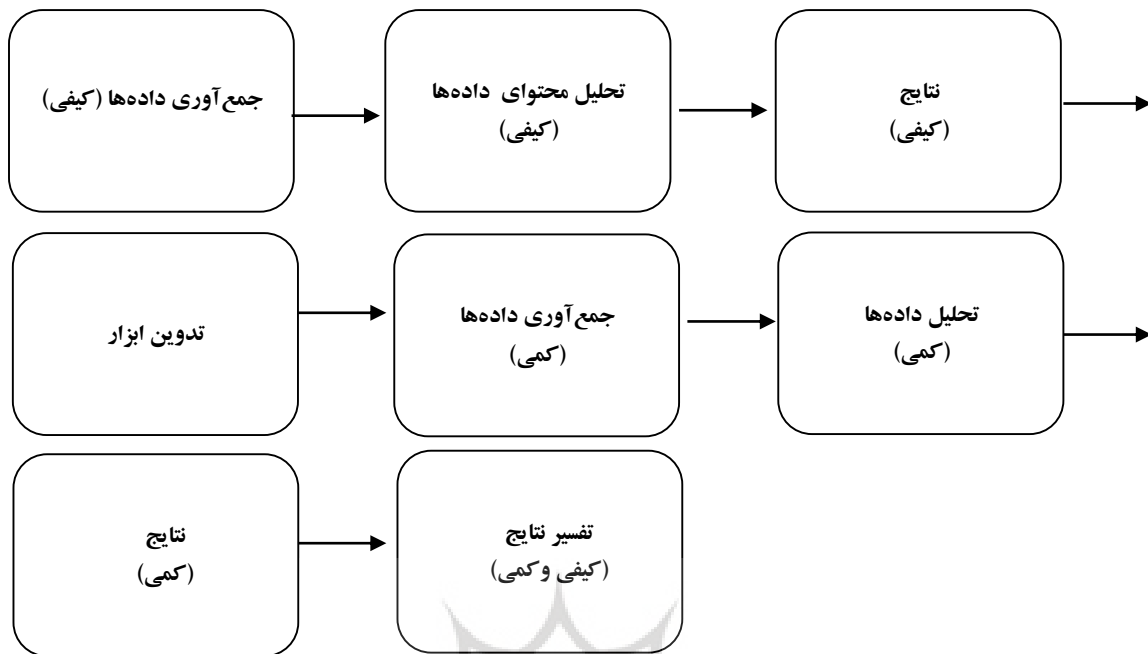 جمع‌آوری داده‌ها (کیفی)
تحلیل محتوای داده‌ها
(کیفی)
نتایج
(کیفی)
تدوین ابزار
جمع‌آوری داده‌ها
(کمی)
تحلیل داده‌ها
(کمی)
نتایج
(کمی)
تفسیر نتایج
(کیفی وکمی)